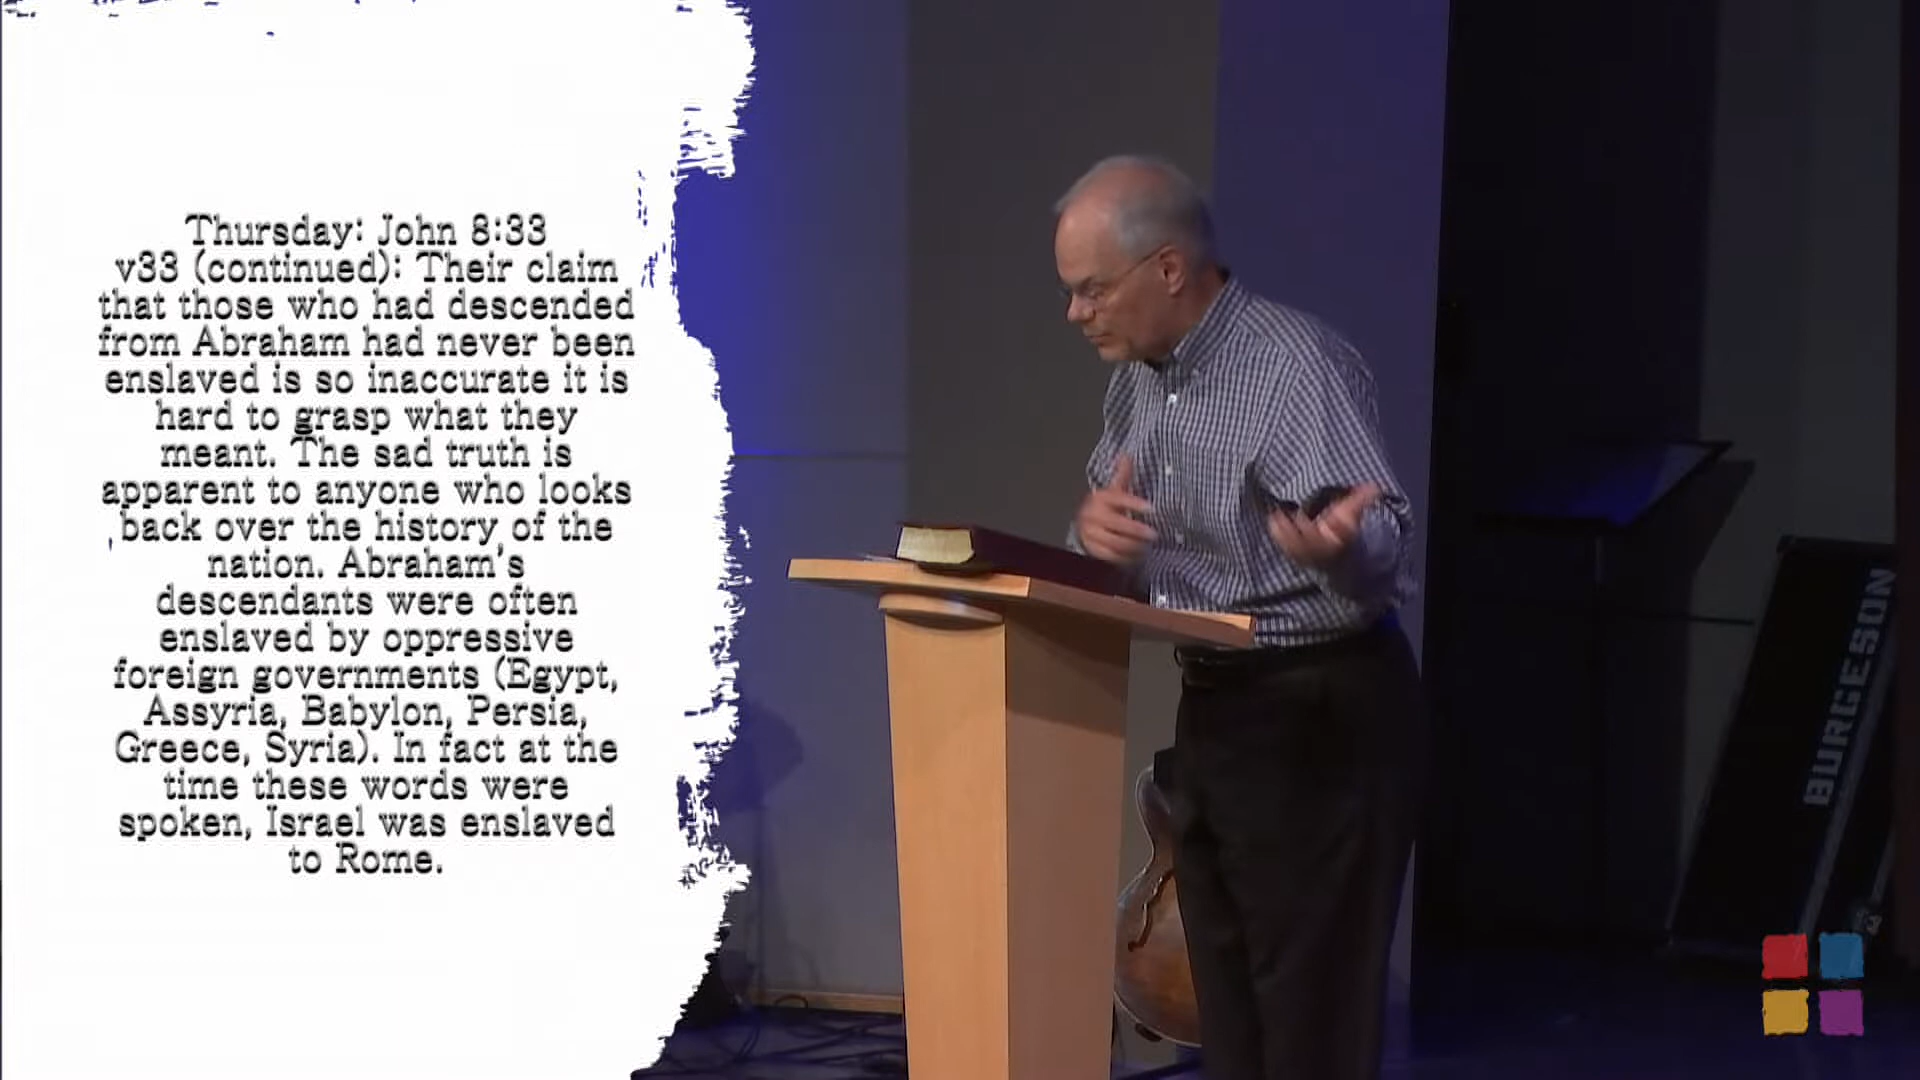 Thursday: John 8:33
v33 (continued): Their claim
that those who had descended
from Abraham had never been
enslaved is so inaccurate it is
hard to grasp what they
meant. The sad truth is
apparent to anyone who looks
back over the history of the
nation. Abraham's
descendants were often
enslaved by oppressive
foreign governments (Egypt,
Assyria, Babylon, Persia,
Greece, Syria). In fact at the
time these words were
spoken, Israel was enslaved
to Rome.
BURGESON